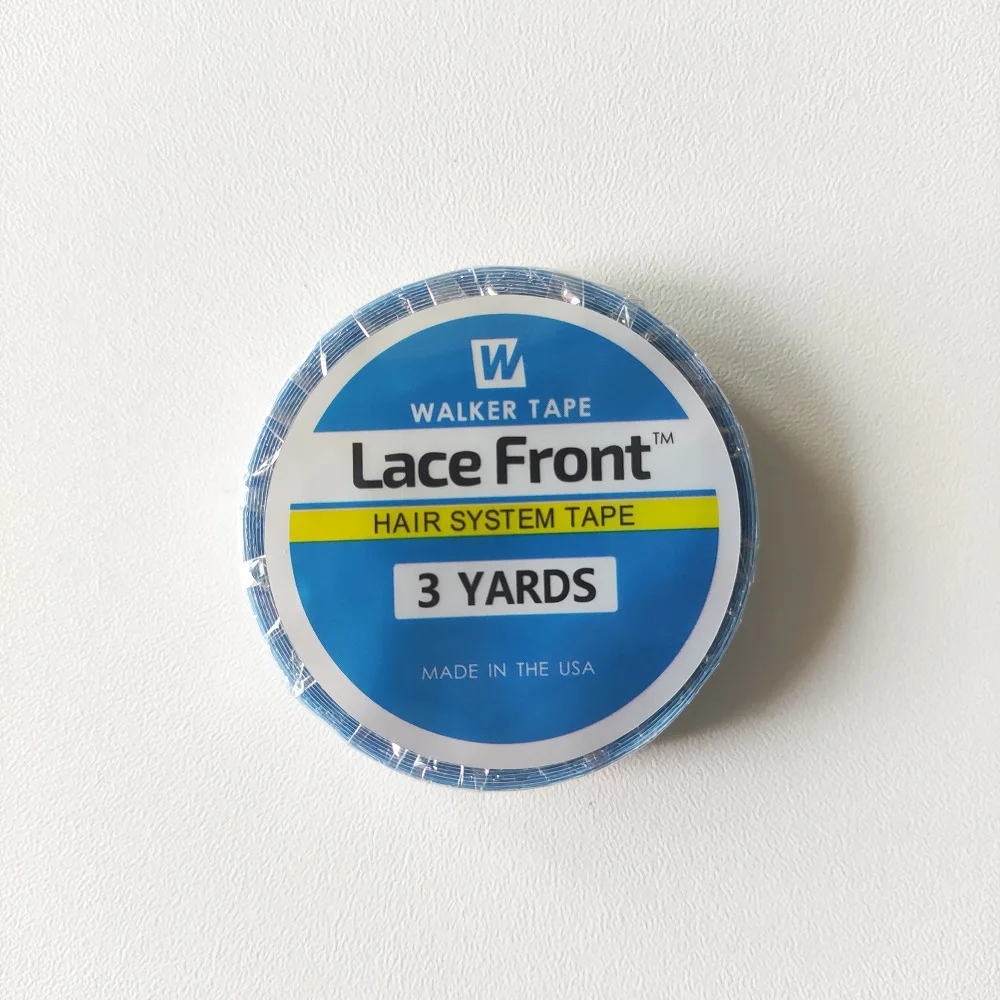 W
WALKER TAPE
Lace Front™
HAIR SYSTEM TAPE
3 YARDS
MADE IN THE USA